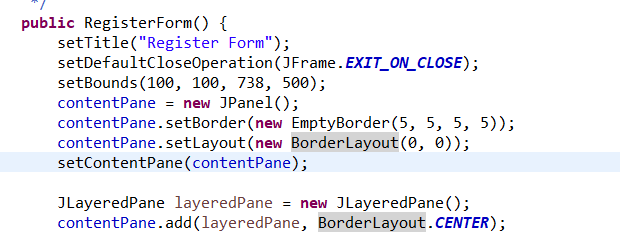 */
public RegisterForm() {
setTitle("Register Form");
setDefaultCloseOperation(JFrame.EXIT_ON_CLOSE);
setBounds(100, 100, 738, 500);
contentPane = new JPanel();
contentPane.setBorder(new EmptyBorder(5, 5, 5, 5));
contentPane.setLayout(new BorderLayout(0, 0));
setContentPane(contentPane);
JLayeredPane layeredPane = new JLayeredPane();
contentPane.add(layeredPane, BorderLayout.CENTER);